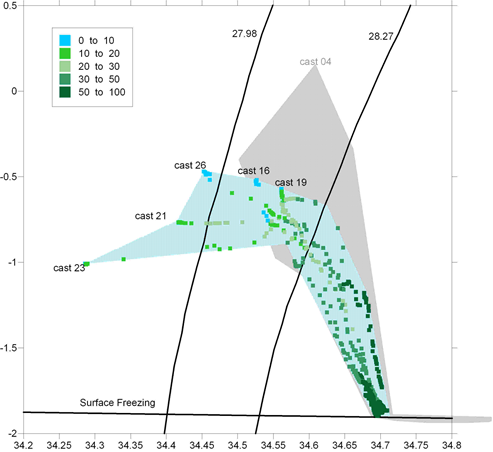 0.5
27.98
28.27
0 to 10
10 to 20
20 to 30
30 to 50
50 to 100
cast 04
0
cast 26
cast 16
-0.5
cast 19
cast 21
cast 23
-1
-1.5
Surface Freezing
-2
34.2 34.25 34.3 34.35 34.4 34.45 34.5 34.55 34.6 34.65 34.7 34.75 34.8